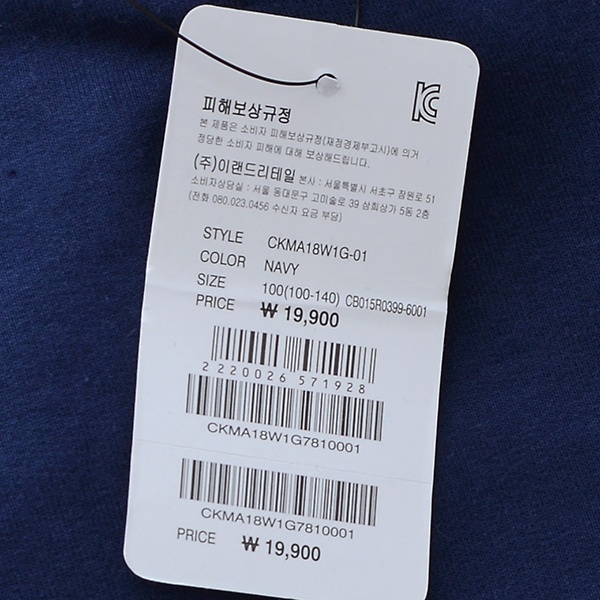 KC
피해보상규정
본 제품은 소비자 피해보상규정(재정경제부고시)에 의거
정당한 소비자 피해에 대해 보상해드립니다.
(주)이랜드리테일 본사 : 서울특별시 서초구 잠원로 51
소비자상담실 : 서울 동대문구 고미술로 39 삼희상가 5동 2층
(전화 080.023.0456 수신자 요금 부담)
STYLE CKMA18W1G-01
COLOR NAVY
SIZE 100(100-140) CB015R0399-6001
PRICE ₩ 19,900
2220026 571928
CKMA18W1G7810001
CKMA18W1G7810001
PRICE ₩ 19,900